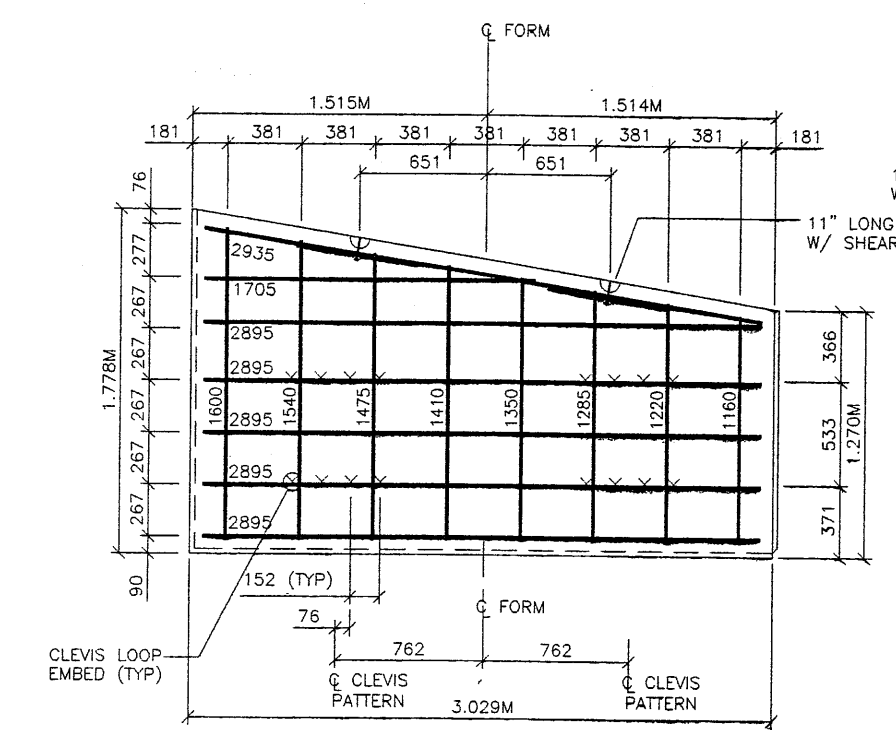 ℄ FORM
1.515M 1.514M
181 381 381 381 381 381 381 381 181
651 651
76
277
267
267
267
267
267
90
1.778M
1
W
11" LONG
W/ SHEAR
2935
1705
2895
2895
2895
2895
2895
1600 1540 1475 1410 1350 1285 1220 1160
366
533
371
1.270M
152 (TYP)
76
℄ FORM
762 762
CLEVIS LOOP
EMBED (TYP)
℄ CLEVIS
PATTERN
℄ CLEVIS
PATTERN
3.029M